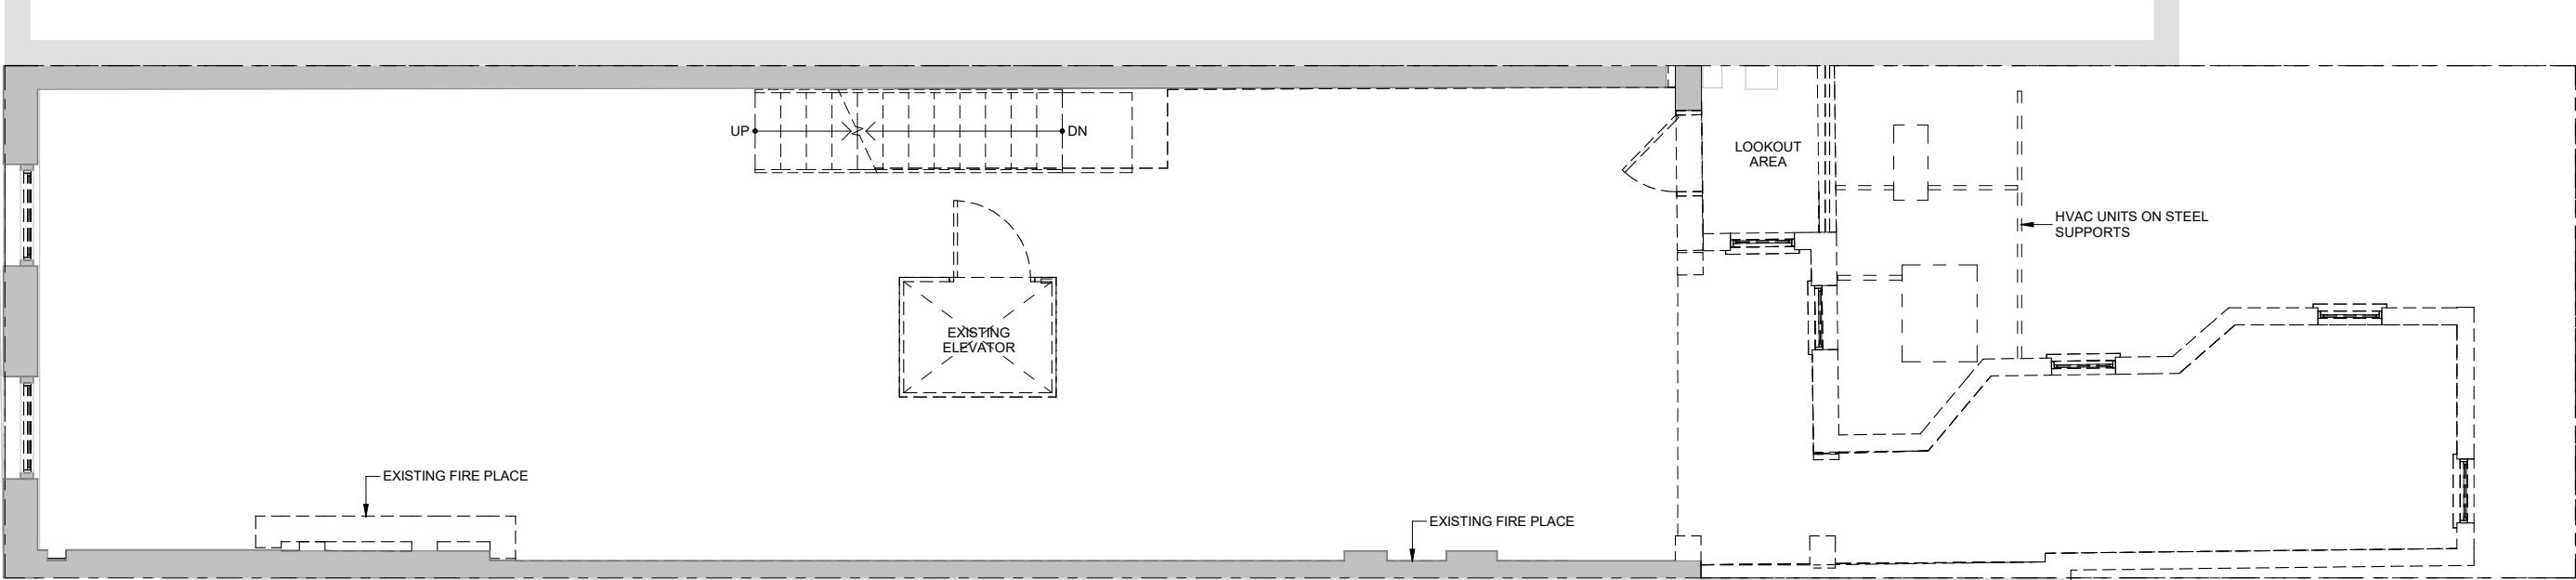 UP
DN
LOOKOUT
AREA
HVAC UNITS ON STEEL
SUPPORTS
EXISTING
ELEVATOR
EXISTING FIRE PLACE
EXISTING FIRE PLACE